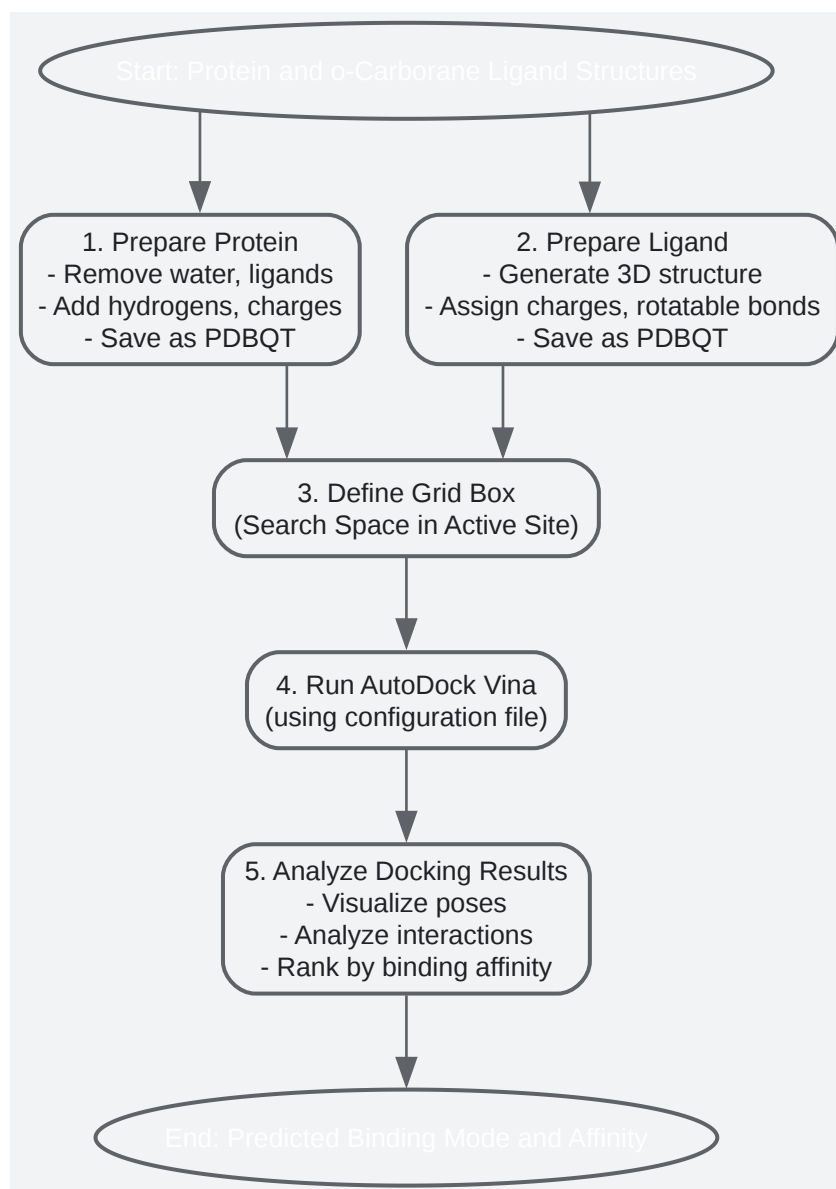 Start: Protein and o-Carborane Ligand Structures
1. Prepare Protein
- Remove water, ligands
- Add hydrogens, charges
- Save as PDBQT
2. Prepare Ligand
- Generate 3D structure
- Assign charges, rotatable bonds
- Save as PDBQT
3. Define Grid Box
(Search Space in Active Site)
4. Run AutoDock Vina
(using configuration file)
5. Analyze Docking Results
- Visualize poses
- Analyze interactions
- Rank by binding affinity
End: Predicted Binding Mode and Affinity